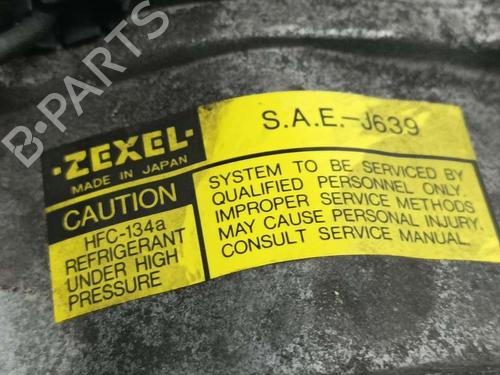 B-PARTS
ZEXEL
MADE IN JAPAN
CAUTION
HFC-134a
REFRIGERANT
UNDER HIGH
PRESSURE
S.A.E.-J639
SYSTEM TO BE SERVICED BY
QUALIFIED PERSONNEL ONLY.
IMPROPER SERVICE METHODS
MAY CAUSE PERSONAL INJURY.
CONSULT SERVICE MANUAL.